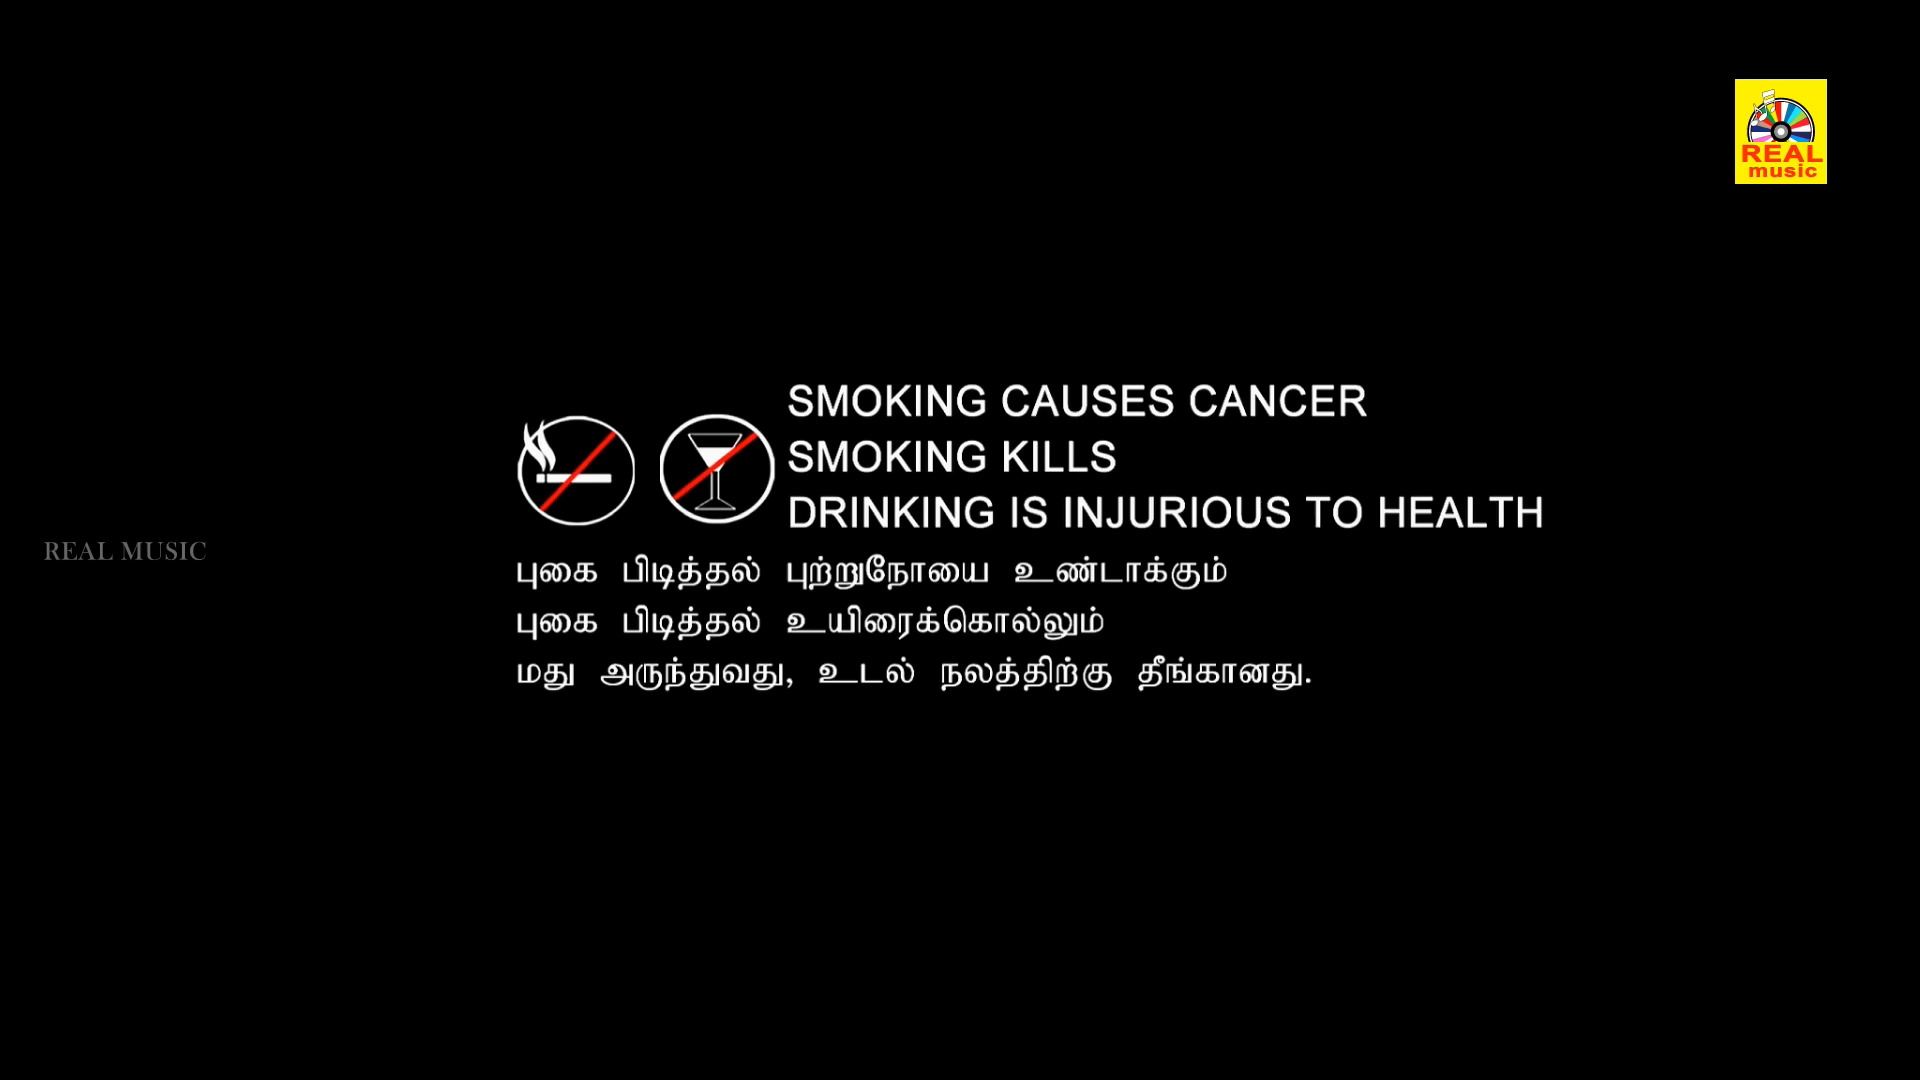 REAL
music
SMOKING CAUSES CANCER
SMOKING KILLS
DRINKING IS INJURIOUS TO HEALTH
REAL MUSIC
புகை பிடித்தல் புற்றுநோயை உண்டாக்கும்
புகை பிடித்தல் உயிரைக்கொல்லும்
மது அருந்துவது, உடல் நலத்திற்கு தீங்கானது.